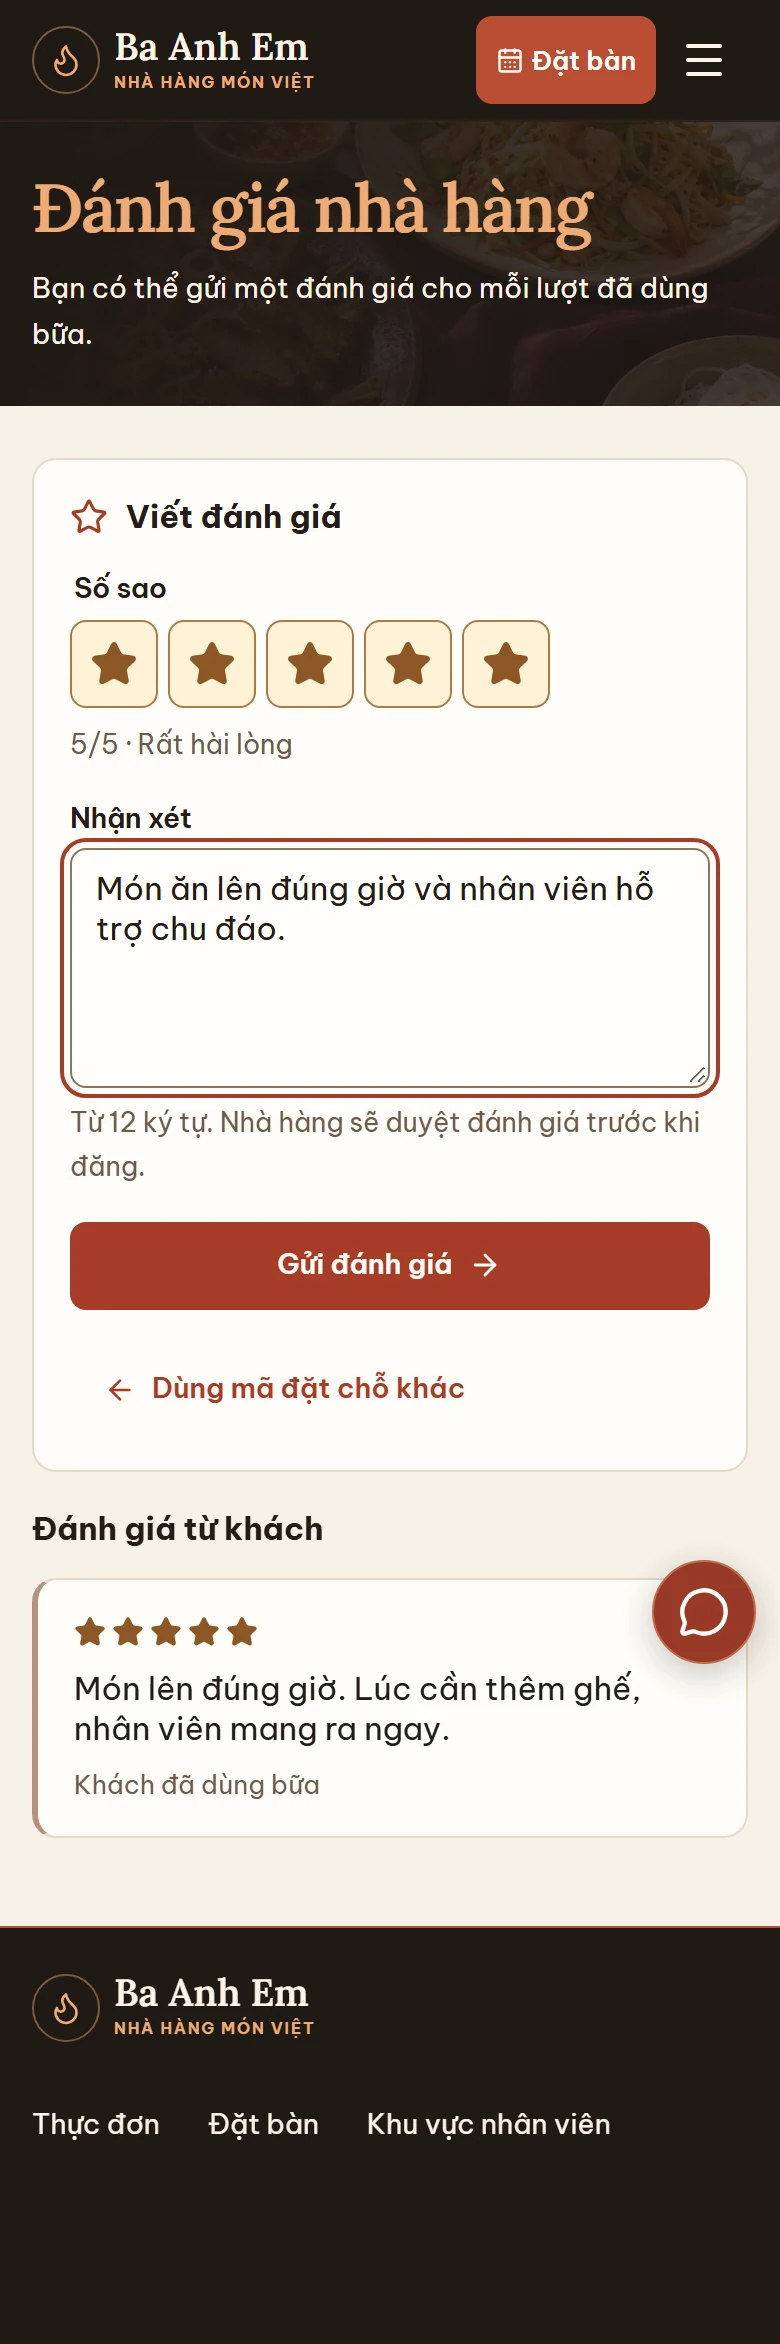 Ba Anh Em
NHÀ HÀNG MÓN VIỆT
Đặt bàn
Đánh giá nhà hàng
Bạn có thể gửi một đánh giá cho mỗi lượt đã dùng
bữa.
Viết đánh giá
Số sao
5/5 · Rất hài lòng
Nhận xét
Món ăn lên đúng giờ và nhân viên hỗ
trợ chu đáo.
Từ 12 ký tự. Nhà hàng sẽ duyệt đánh giá trước khi
đăng.
Gửi đánh giá
Dùng mã đặt chỗ khác
Đánh giá từ khách
Món lên đúng giờ. Lúc cần thêm ghế,
nhân viên mang ra ngay.
Khách đã dùng bữa
Ba Anh Em
NHÀ HÀNG MÓN VIỆT
Thực đơn Đặt bàn Khu vực nhân viên